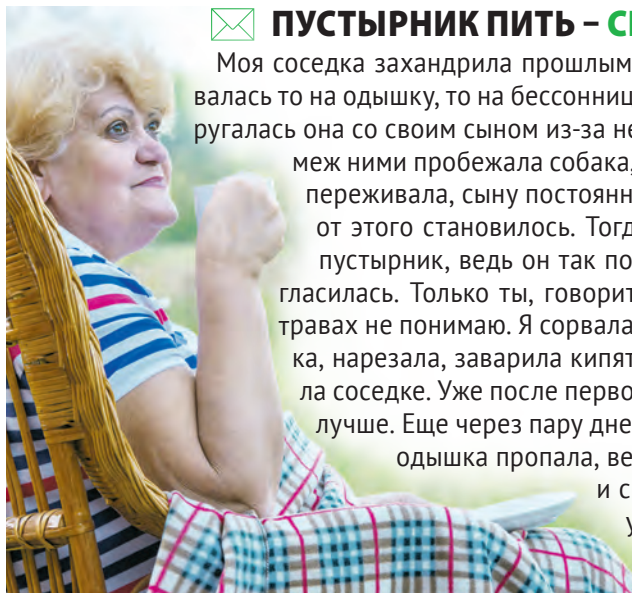 ПУСТЫРНИК ПИТЬ –
Моя соседка захандрила прошлым
валась то на одышку, то на бессонниц
ругалась она со своим сыном из-за не
меж ними пробежала собака,
переживала, сыну постоянн
от этого становилось. Тогд
пустырник, ведь он так по
гласилась. Только ты, говорит
травах не понимаю. Я сорвала
ка, нарезала, заварила кипят
ла соседке. Уже после перво
лучше. Еще через пару дне
одышка пропала, ве
и с
у